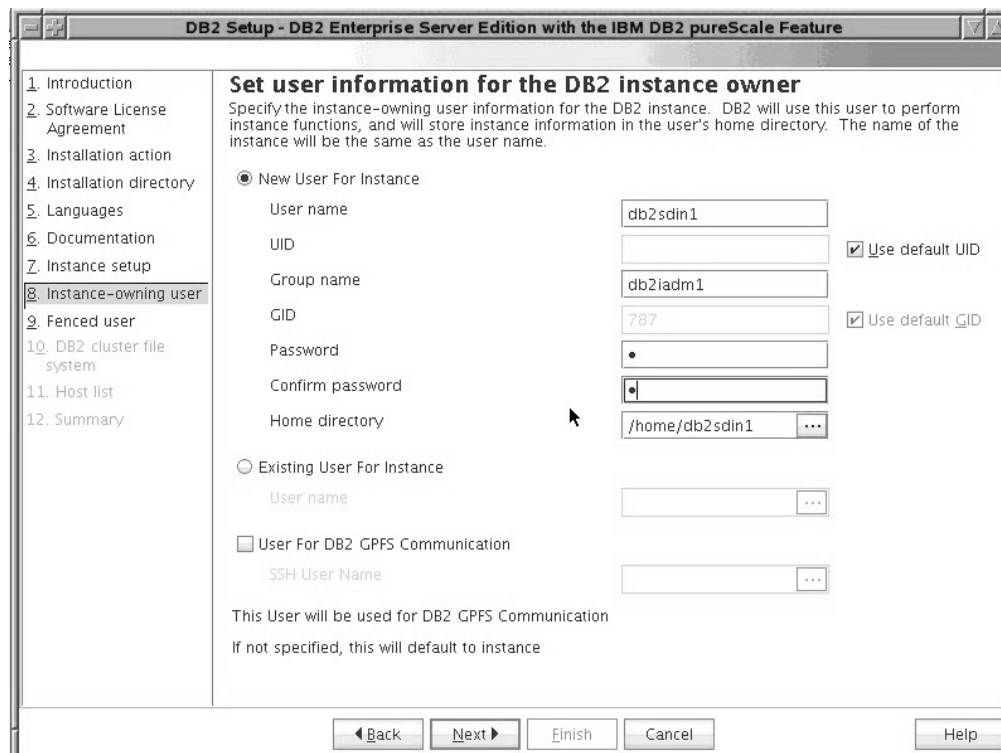 DB2 Setup - DB2 Enterprise Server Edition with the IBM DB2 pureScale Feature
1. Introduction
2. Software License
Agreement
3. Installation action
4. Installation directory
5. Languages
6. Documentation
7. Instance setup
8. Instance-owning user
9. Fenced user
10. DB2 cluster file
system
11. Host list
12. Summary
Set user information for the DB2 instance owner
Specify the instance-owning user information for the DB2 instance. DB2 will use this user to perform
instance functions, and will store instance information in the user's home directory. The name of the
instance will be the same as the user name.
New User For Instance
User name db2sdin1
UID Use default UID
Group name db2iadm1
GID 787 Use default GID
Password
Confirm password
Home directory /home/db2sdin1 ...
Existing User For Instance
User name ...
User For DB2 GPFS Communication
SSH User Name ...
This User will be used for DB2 GPFS Communication
If not specified, this will default to instance
Back Next Finish Cancel Help